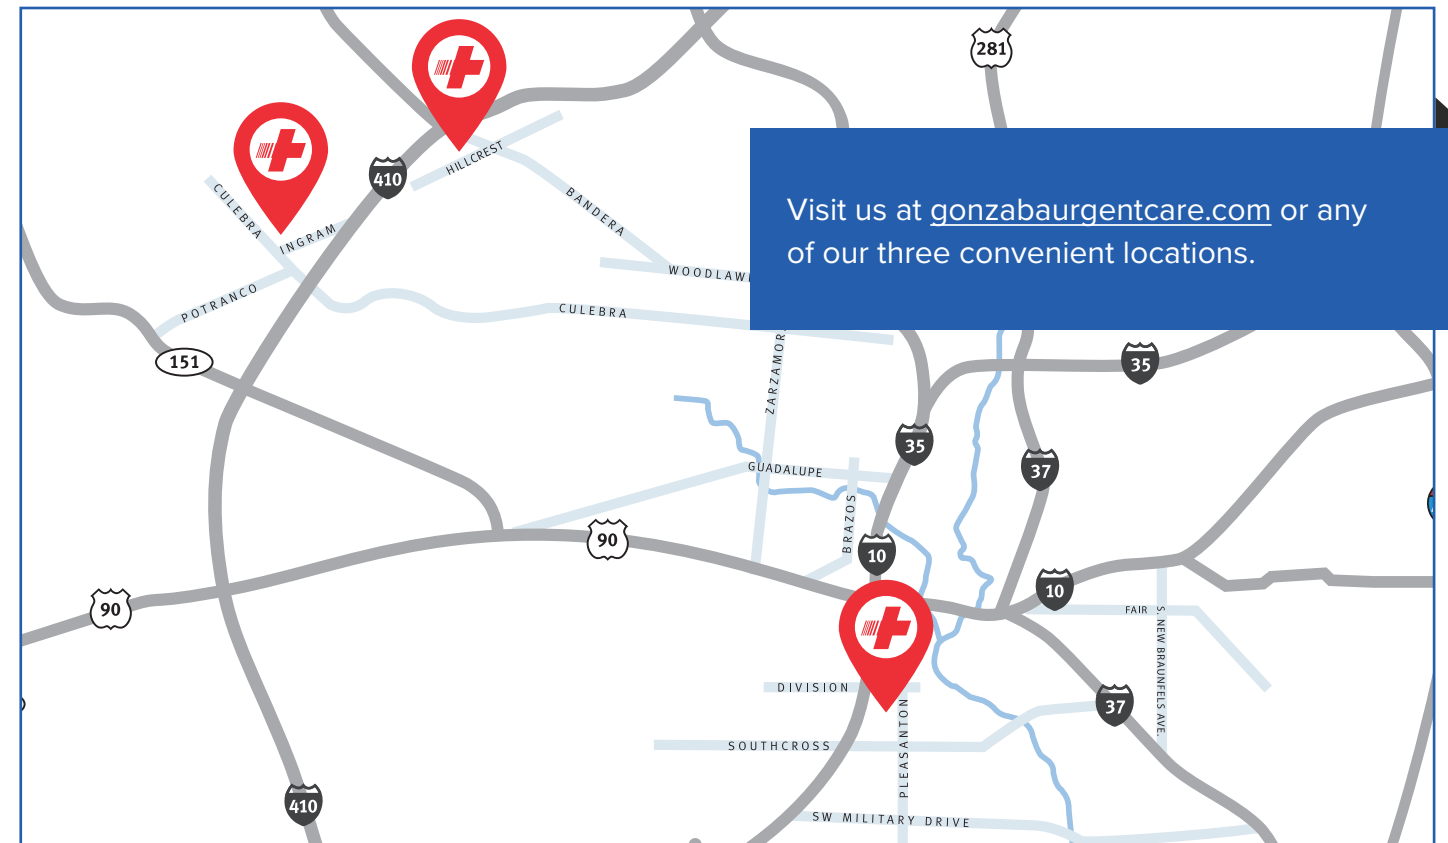 281
410
HILLCREST
CULEBRA
INGRAM
BANDERA
Visit us at gonzabaurgentcare.com or any
of our three convenient locations.
POTRANCO
CULEBRA
151
35
35
37
GUADALUPE
BRAZOS
90
10
90
10
FAIR
S. NEW BRAUNFELS AVE.
DIVISION
37
PLEASANTON
SOUTHCROSS
410
SW MILITARY DRIVE